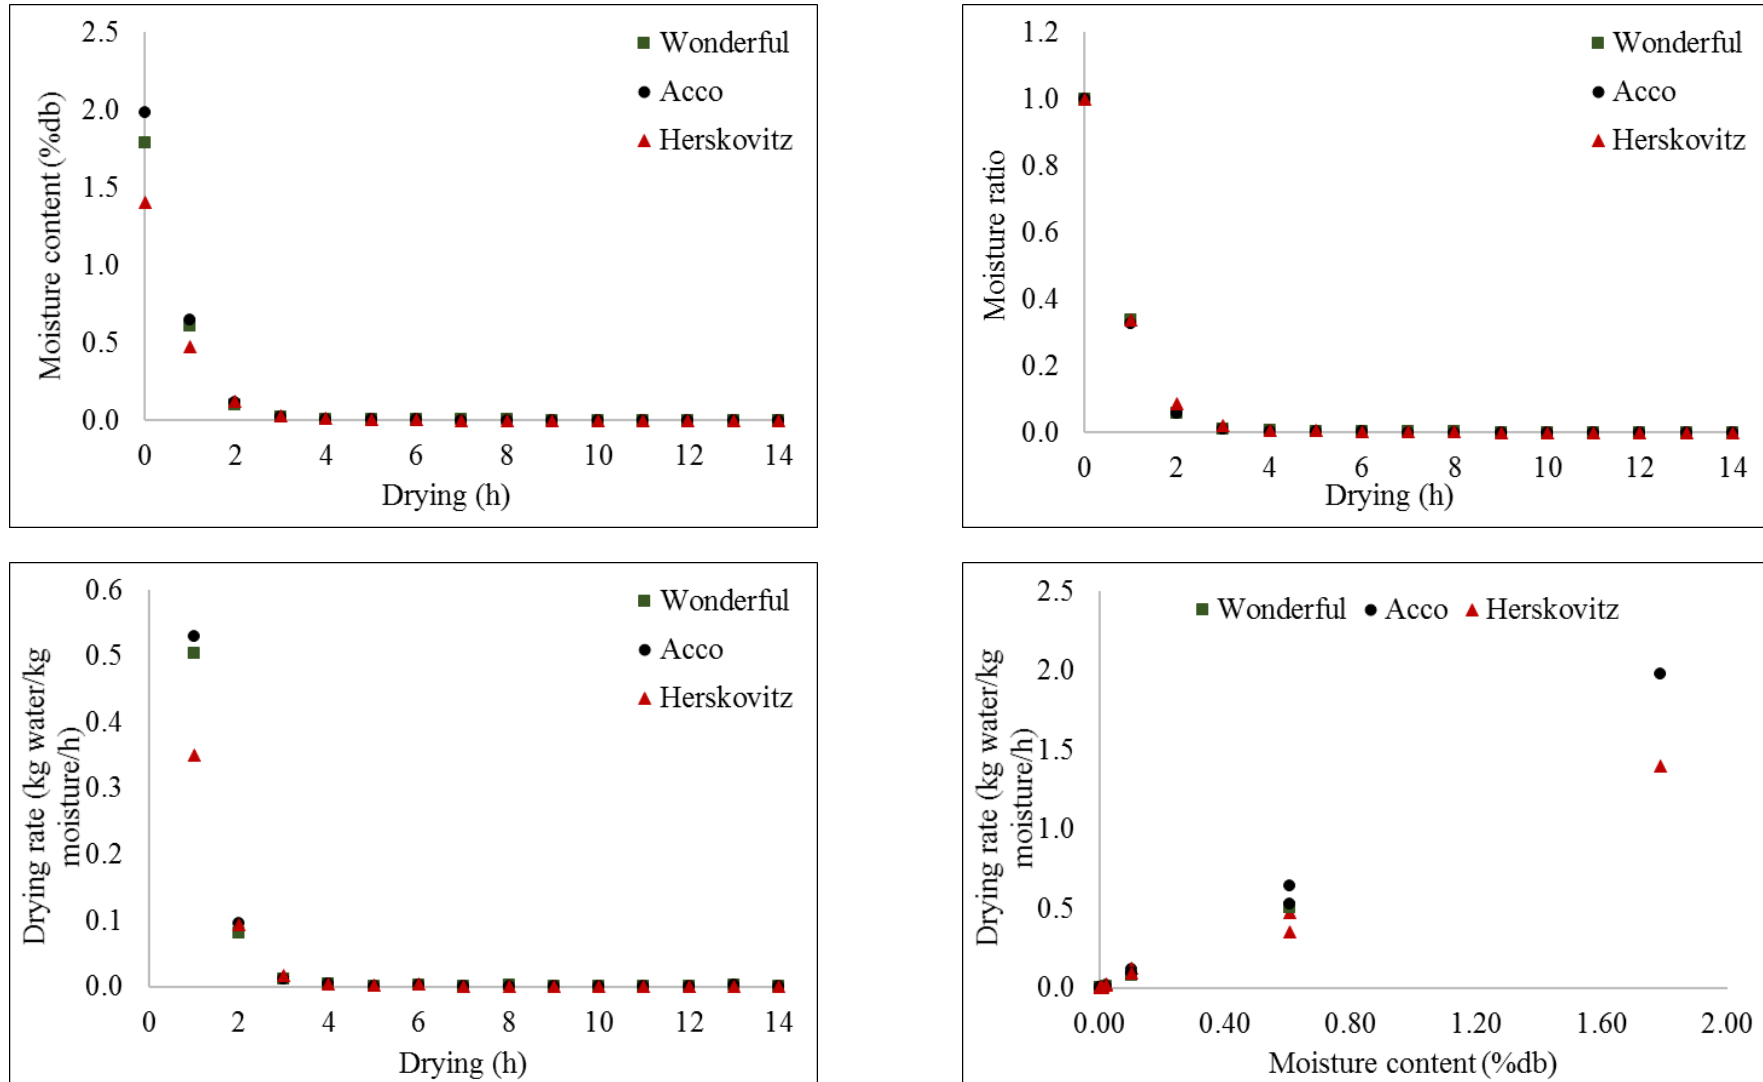 2.5
2.0
1.5
1.0
0.5
0.0
Moisture content (%db)
Wonderful
Acco
Herskovitz
0 2 4 6 8 10 12 14
Drying (h)
1.2
1.0
0.8
0.6
0.4
0.2
0.0
Moisture ratio
Wonderful
Acco
Herskovitz
0 2 4 6 8 10 12 14
Drying (h)
0.6
0.5
0.4
0.3
0.2
0.1
0.0
Drying rate (kg water/kg
moisture/h)
Wonderful
Acco
Herskovitz
0 2 4 6 8 10 12 14
Drying (h)
2.5
2.0
1.5
1.0
0.5
0.0
Drying rate (kg water/kg
moisture/h)
Wonderful Acco Herskovitz
0.00 0.40 0.80 1.20 1.60 2.00
Moisture content (%db)